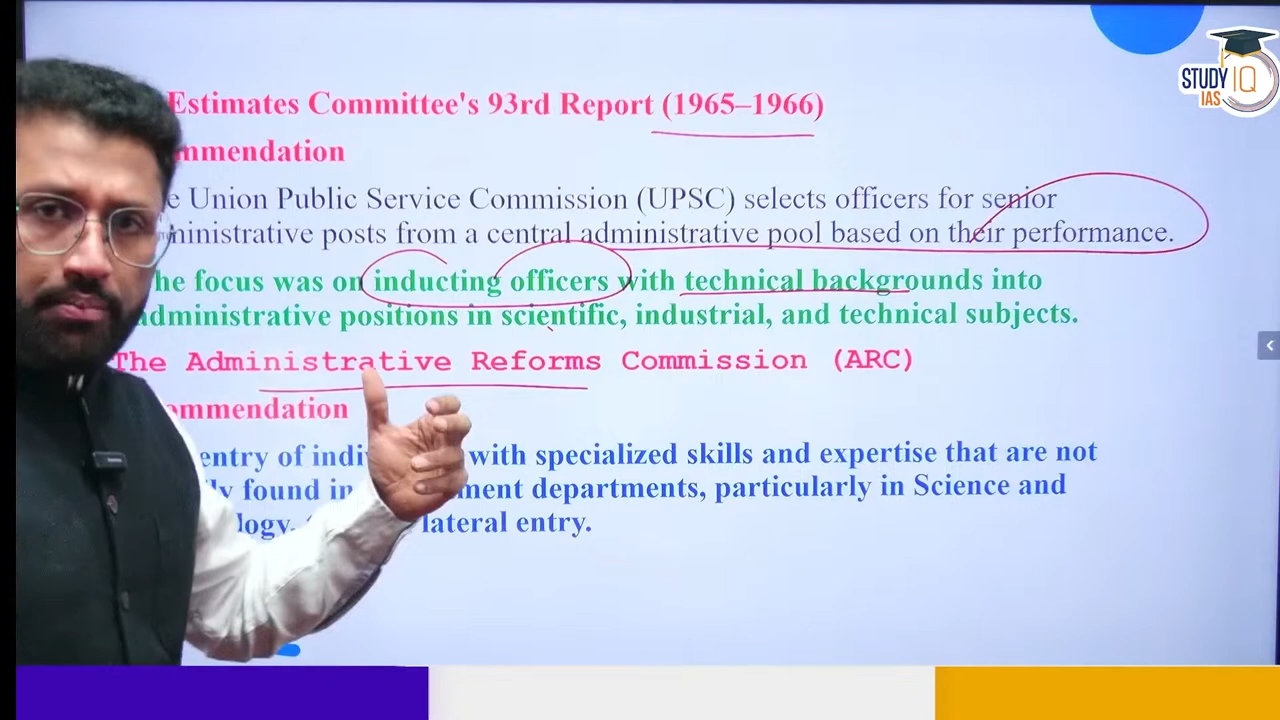 STUDY IQ
IAS
Estimates Committee's 93rd Report (1965–1966)
mmendation
e Union Public Service Commission (UPSC) selects officers for senior
ministrative posts from a central administrative pool based on their performance.
he focus was on inducting officers with technical backgrounds into
administrative positions in scientific, industrial, and technical subjects.
The Administrative Reforms Commission (ARC)
ommendation
entry of indi with specialized skills and expertise that are not
ly found in ment departments, particularly in Science and
logy, lateral entry.